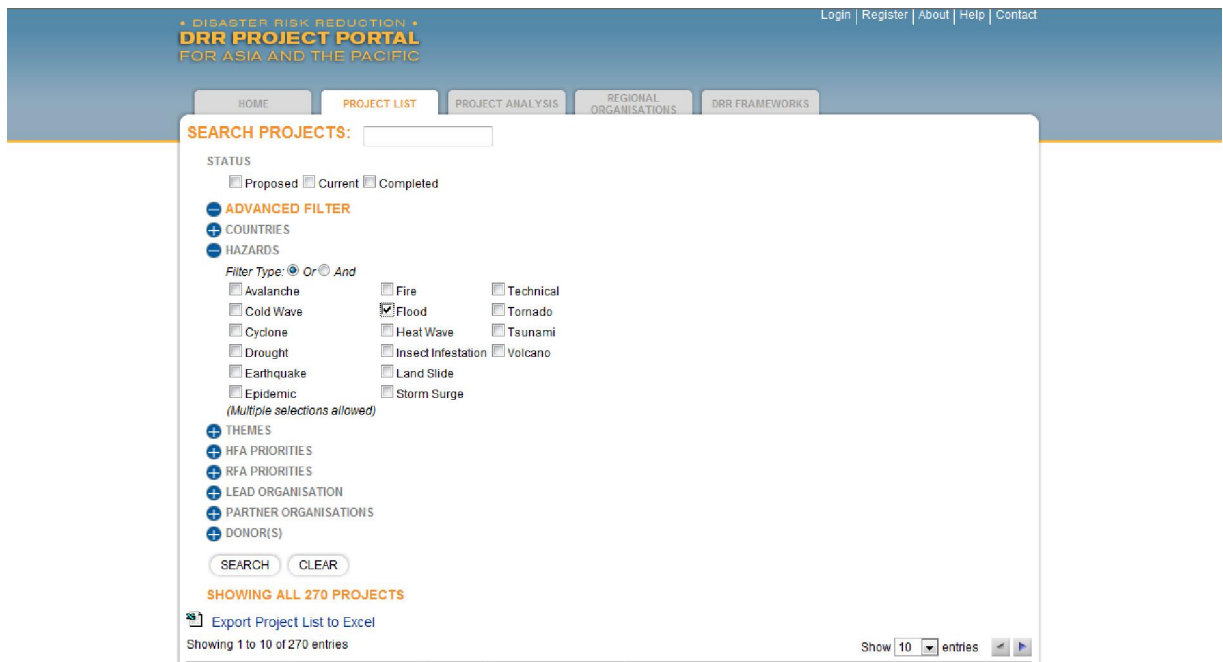 Login | Register | About | Help | Contact
• DISASTER RISK REDUCTION •
DRR PROJECT PORTAL
FOR ASIA AND THE PACIFIC
HOME PROJECT LIST PROJECT ANALYSIS REGIONAL ORGANISATIONS DRR FRAMEWORKS
SEARCH PROJECTS:
STATUS
Proposed Current Completed
ADVANCED FILTER
COUNTRIES
HAZARDS
Filter Type: Or And
Avalanche Fire Technical
Cold Wave Flood Tornado
Cyclone Heat Wave Tsunami
Drought Insect Infestation Volcano
Earthquake Land Slide
Epidemic Storm Surge
(Multiple selections allowed)
THEMES
HFA PRIORITIES
RFA PRIORITIES
LEAD ORGANISATION
PARTNER ORGANISATIONS
DONOR(S)
SEARCH CLEAR
SHOWING ALL 270 PROJECTS
Export Project List to Excel
Showing 1 to 10 of 270 entries Show 10 entries